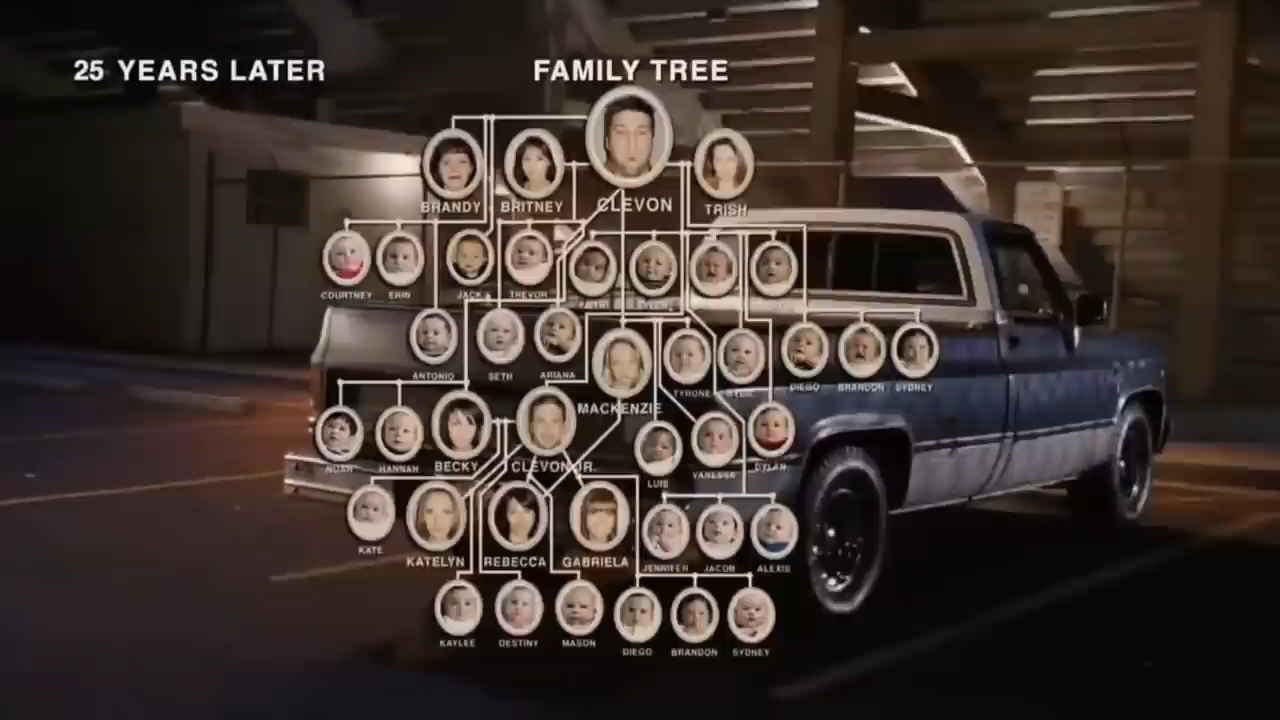 25 YEARS LATER
FAMILY TREE
BRANDY BRITNEY CLEVON TRISH
COURTNEY ERIN JACK TREVOR
ANTONIO SETH ARIANA TYRONE DIEGO BRANDON SYDNEY
MACKENZIE
NOAH HANNAH BECKY CLEVON JR. LUIS VANESSA DYLAN
KATE KATELYN REBECCA GABRIELA JENNIFER JACOB ALEXIS
KAYLEE DESTINY MASON DIEGO BRANDON SYDNEY